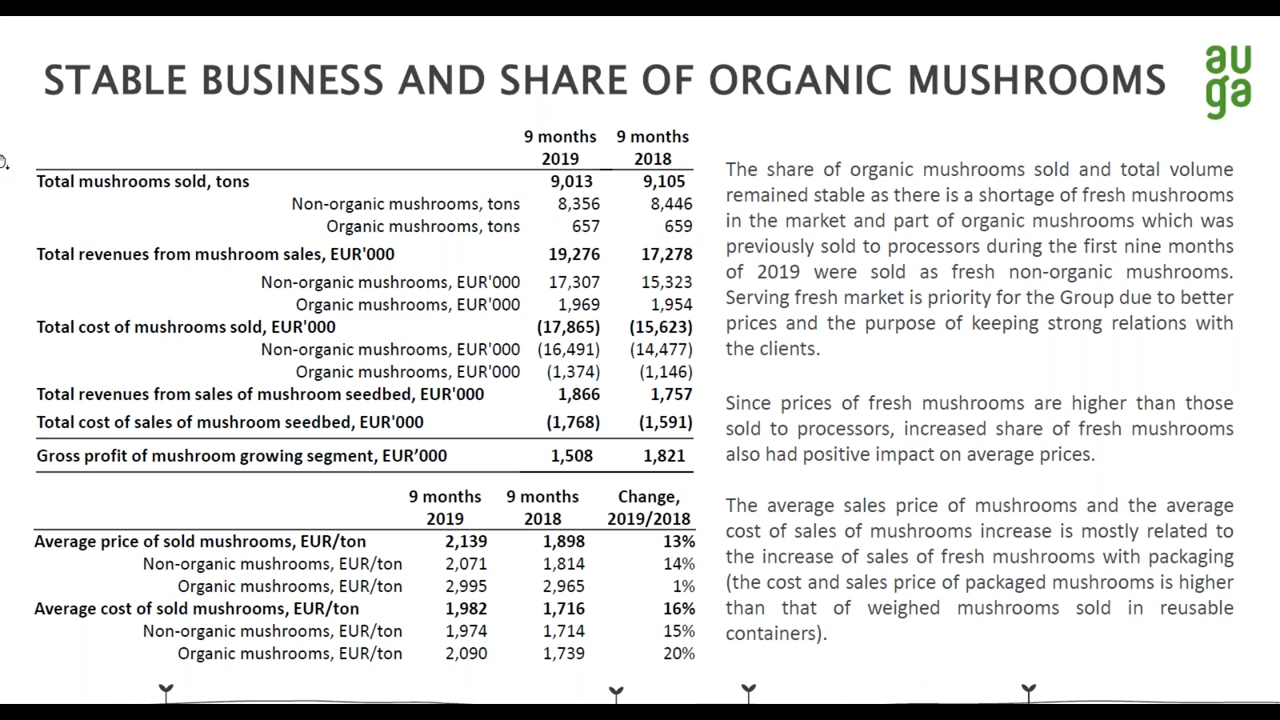 STABLE BUSINESS AND SHARE OF ORGANIC MUSHROOMS
au
ga
9 months 9 months
2019 2018
Total mushrooms sold, tons 9,013 9,105
Non-organic mushrooms, tons 8,356 8,446
Organic mushrooms, tons 657 659
Total revenues from mushroom sales, EUR'000 19,276 17,278
Non-organic mushrooms, EUR'000 17,307 15,323
Organic mushrooms, EUR'000 1,969 1,954
Total cost of mushrooms sold, EUR'000 (17,865) (15,623)
Non-organic mushrooms, EUR'000 (16,491) (14,477)
Organic mushrooms, EUR'000 (1,374) (1,146)
Total revenues from sales of mushroom seedbed, EUR'000 1,866 1,757
Total cost of sales of mushroom seedbed, EUR'000 (1,768) (1,591)
Gross profit of mushroom growing segment, EUR’000 1,508 1,821
9 months 9 months Change,
2019 2018 2019/2018
Average price of sold mushrooms, EUR/ton 2,139 1,898 13%
Non-organic mushrooms, EUR/ton 2,071 1,814 14%
Organic mushrooms, EUR/ton 2,995 2,965 1%
Average cost of sold mushrooms, EUR/ton 1,982 1,716 16%
Non-organic mushrooms, EUR/ton 1,974 1,714 15%
Organic mushrooms, EUR/ton 2,090 1,739 20%
The share of organic mushrooms sold and total volume
remained stable as there is a shortage of fresh mushrooms
in the market and part of organic mushrooms which was
previously sold to processors during the first nine months
of 2019 were sold as fresh non-organic mushrooms.
Serving fresh market is priority for the Group due to better
prices and the purpose of keeping strong relations with
the clients.
Since prices of fresh mushrooms are higher than those
sold to processors, increased share of fresh mushrooms
also had positive impact on average prices.
The average sales price of mushrooms and the average
cost of sales of mushrooms increase is mostly related to
the increase of sales of fresh mushrooms with packaging
(the cost and sales price of packaged mushrooms is higher
than that of weighed mushrooms sold in reusable
containers).